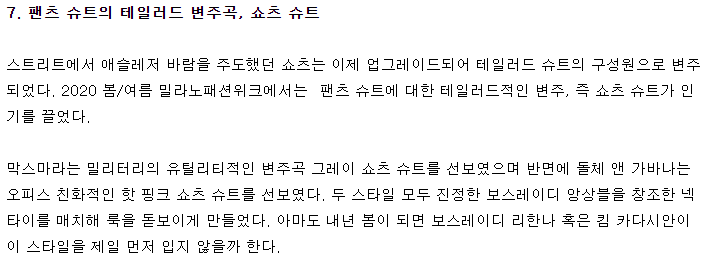 7. 팬츠 슈트의 테일러드 변주곡, 쇼츠 슈트
스트리트에서 애슬레저 바람을 주도했던 쇼츠는 이제 업그레이드되어 테일러드 슈트의 구성원으로 변주
되었다. 2020 봄/여름 밀라노패션위크에서는 팬츠 슈트에 대한 테일러드적인 변주, 즉 쇼츠 슈트가 인
기를 끌었다.
막스마라는 밀리터리의 유틸리티적인 변주곡 그레이 쇼츠 슈트를 선보였으며 반면에 돌체 앤 가바나는
오피스 친화적인 핫 핑크 쇼츠 슈트를 선보였다. 두 스타일 모두 진정한 보스레이디 앙상블을 창조한 넥
타이를 매치해 룩을 돋보이게 만들었다. 아마도 내년 봄이 되면 보스레이디 리한나 혹은 킴 카다시안이
이 스타일을 제일 먼저 입지 않을까 한다.